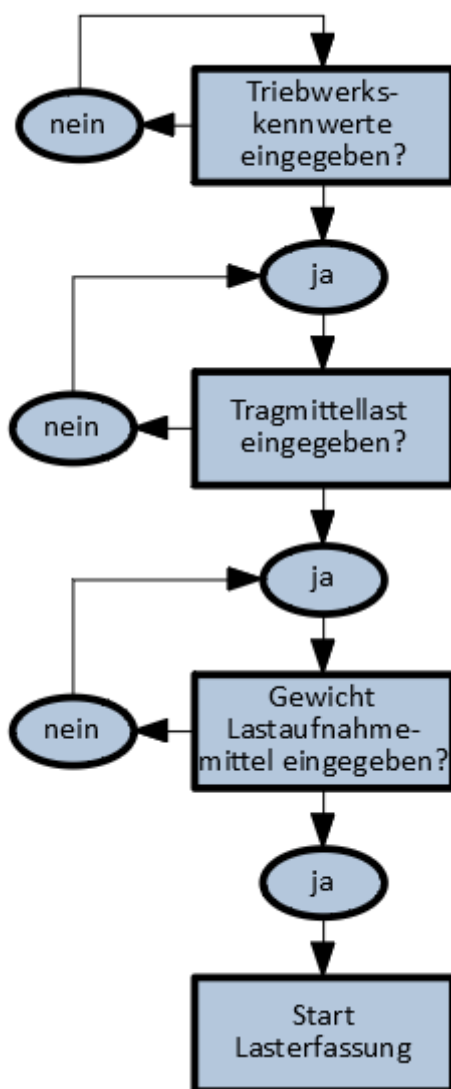 Triebwerks-
kennwerte
eingegeben?
nein
ja
Tragmittellast
eingegeben?
nein
ja
Gewicht
Lastaufnahme-
mittel eingegeben?
nein
ja
Start
Lasterfassung